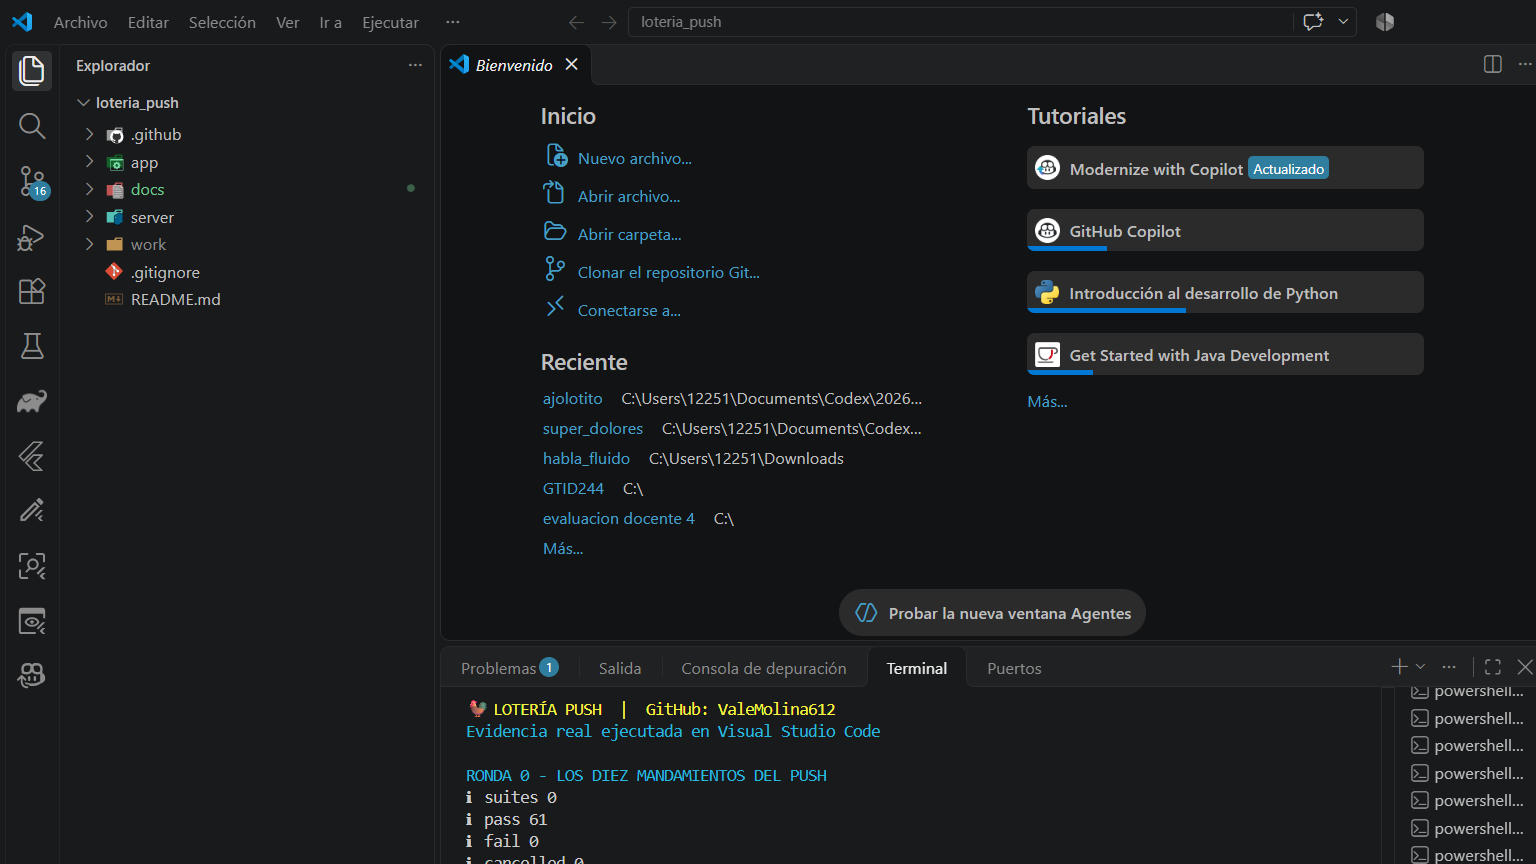 Archivo Editar Selección Ver Ir a Ejecutar ...
loteria_push
Explorador
loteria_push
.github
app
docs
server
work
.gitignore
README.md
16
Bienvenido
Inicio
Nuevo archivo...
Abrir archivo...
Abrir carpeta...
Clonar el repositorio Git...
Conectarse a...
Reciente
ajolotito C:\Users\12251\Documents\Codex\2026...
super_dolores C:\Users\12251\Documents\Codex...
habla_fluido C:\Users\12251\Downloads
GTID244 C:\
evaluacion docente 4 C:\
Más...
Tutoriales
Modernize with Copilot Actualizado
GitHub Copilot
Introducción al desarrollo de Python
Get Started with Java Development
Más...
Probar la nueva ventana Agentes
Problemas 1 Salida Consola de depuración Terminal Puertos
LOTERÍA PUSH | GitHub: ValeMolina612
Evidencia real ejecutada en Visual Studio Code
RONDA 0 - LOS DIEZ MANDAMIENTOS DEL PUSH
ℹ suites 0
ℹ pass 61
ℹ fail 0
ℹ cancelled 0
powershell...
powershell...
powershell...
powershell...
powershell...
powershell...
powershell...